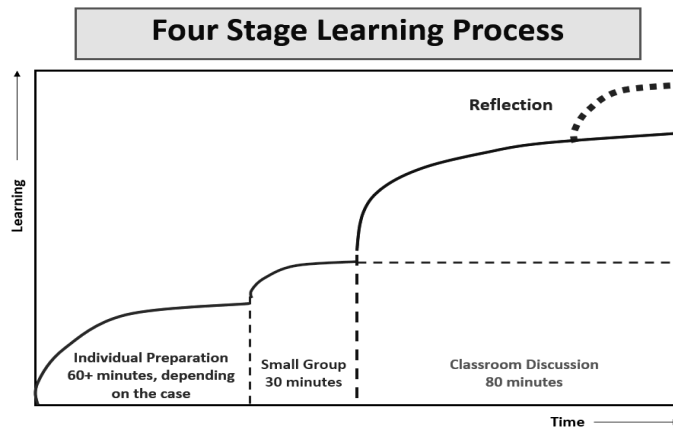 Four Stage Learning Process
Learning
Reflection
Individual Preparation
60+ minutes, depending
on the case
Small Group
30 minutes
Classroom Discussion
80 minutes
Time